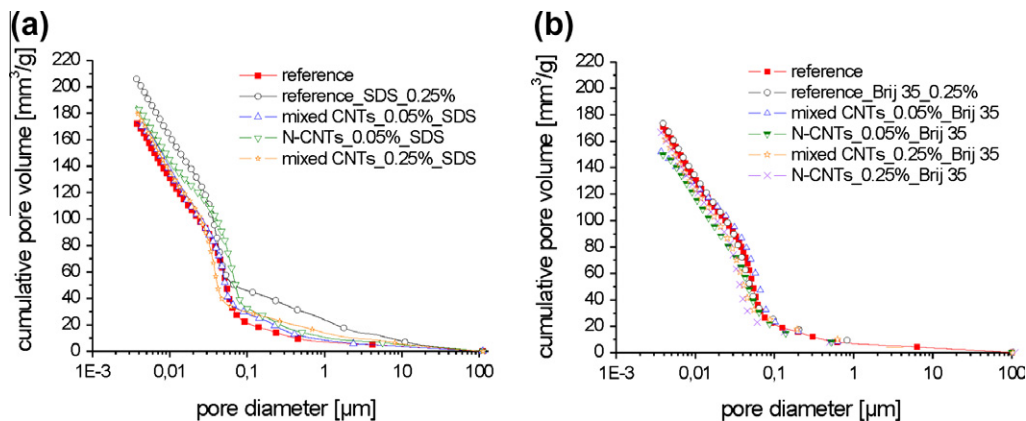 (a)
cumulative pore volume [mm³/g]
220
200
180
160
140
120
100
80
60
40
20
0
1E-3
0,01
0,1
1
10
100
pore diameter [µm]
reference
reference_SDS_0.25%
mixed CNTs_0.05%_SDS
N-CNTs_0.05%_SDS
mixed CNTs_0.25%_SDS
(b)
cumulative pore volume [mm³/g]
220
200
180
160
140
120
100
80
60
40
20
0
1E-3
0,01
0,1
1
10
100
pore diameter [µm]
reference
reference_Brij 35_0.25%
mixed CNTs_0.05%_Brij 35
N-CNTs_0.05%_Brij 35
mixed CNTs_0.25%_Brij 35
N-CNTs_0.25%_Brij 35